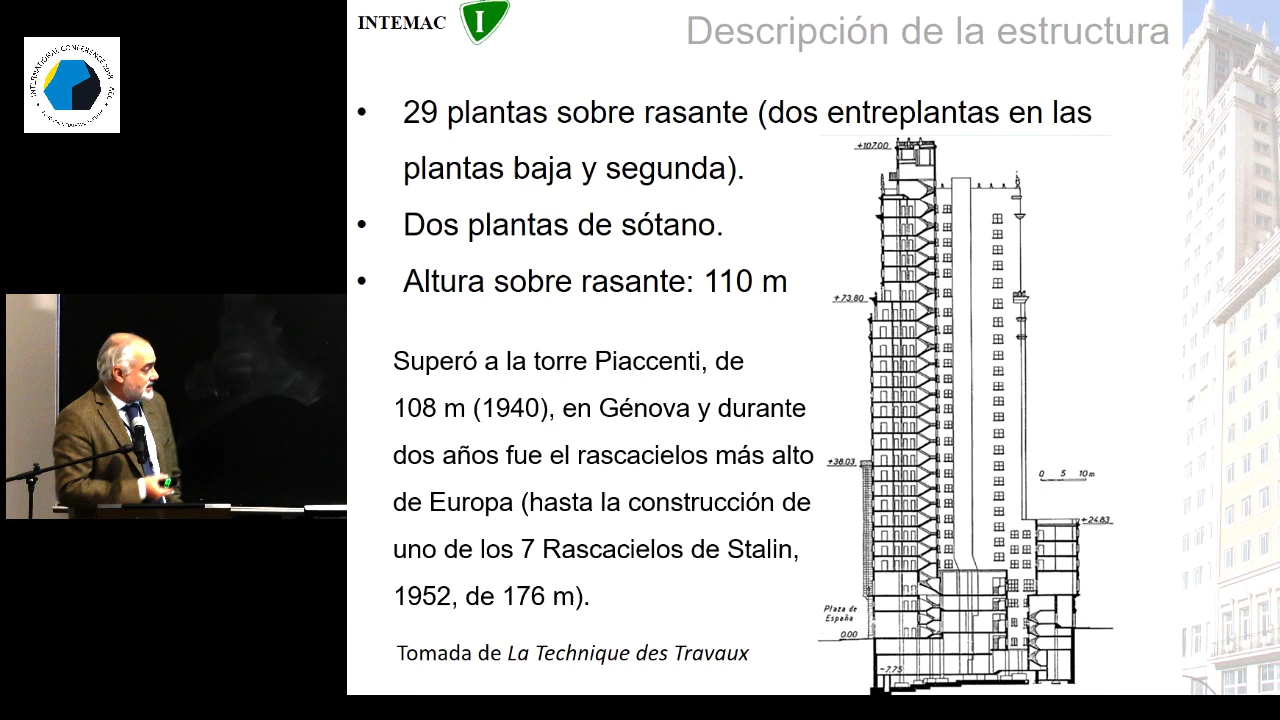 INTEMAC
I
Descripción de la estructura
• 29 plantas sobre rasante (dos entreplantas en las
plantas baja y segunda).
• Dos plantas de sótano.
• Altura sobre rasante: 110 m
Superó a la torre Piaccenti, de
108 m (1940), en Génova y durante
dos años fue el rascacielos más alto
de Europa (hasta la construcción de
uno de los 7 Rascacielos de Stalin,
1952, de 176 m).
Tomada de La Technique des Travaux
+107.00
+73.80
+38.03
0 5 10 m
+24.83
Plaza de
España
0.00
-7.75